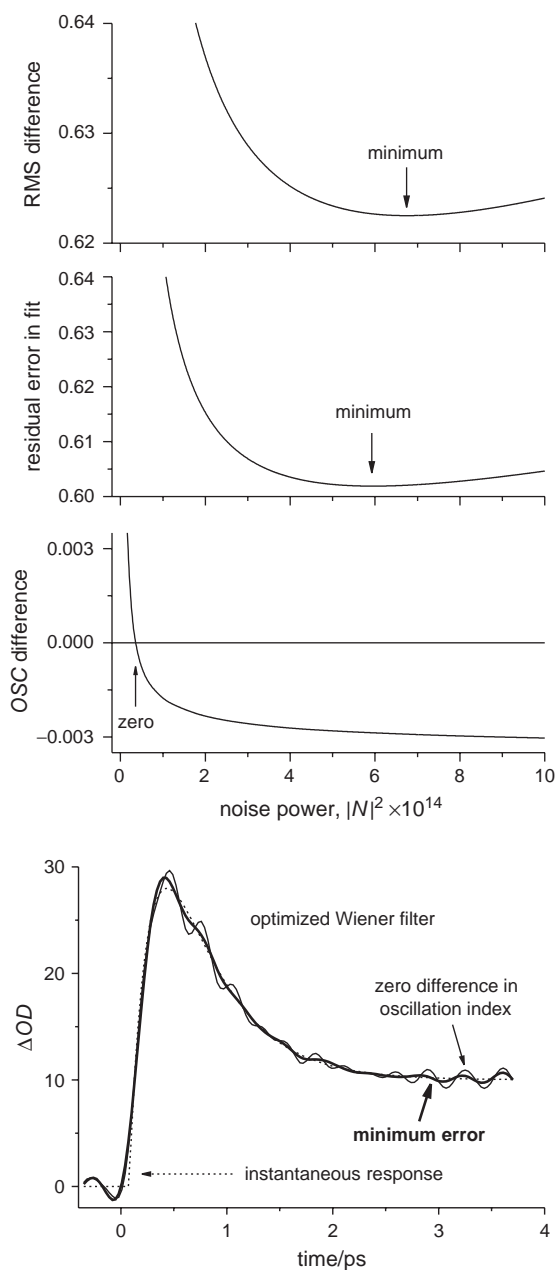 0.64
0.63
0.62
RMS difference
minimum
0.64
0.63
0.62
0.61
0.60
residual error in fit
minimum
0.003
0.000
−0.003
OSC difference
zero
0 2 4 6 8 10
noise power, |N|² ×10¹⁴
30
20
10
0
ΔOD
optimized Wiener filter
zero difference in
oscillation index
minimum error
instantaneous response
0 1 2 3 4
time/ps